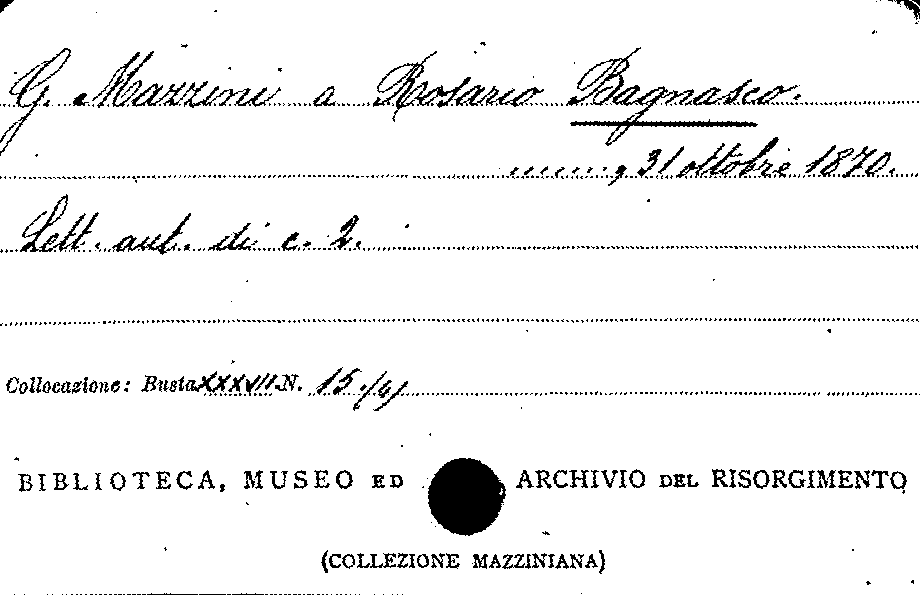 G. Mazzini a Rosario Bagnasco.
......, 31 ottobre 1870.
Lett. aut. di c. 2.
Collocazione: Busta XXXVII N. 15./4/
BIBLIOTECA, MUSEO ED ARCHIVIO DEL RISORGIMENTO
(COLLEZIONE MAZZINIANA)